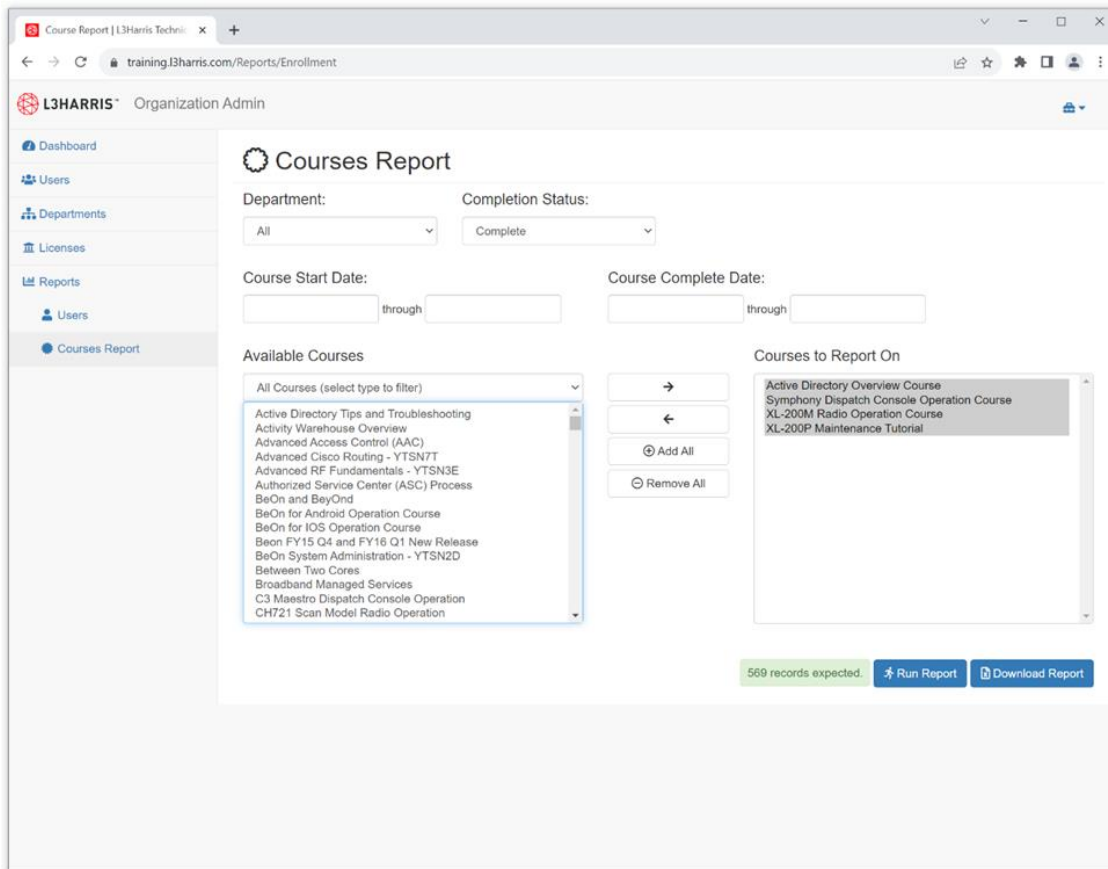 Course Report | L3Harris Technic
training.l3harris.com/Reports/Enrollment
L3HARRIS™ Organization Admin
Dashboard
Users
Departments
Licenses
Reports
Users
Courses Report
Courses Report
Department: Completion Status:
All Complete
Course Start Date: Course Complete Date:
through through
Available Courses Courses to Report On
All Courses (select type to filter)
Active Directory Tips and Troubleshooting
Activity Warehouse Overview
Advanced Access Control (AAC)
Advanced Cisco Routing - YTSN7T
Advanced RF Fundamentals - YTSN3E
Authorized Service Center (ASC) Process
BeOn and BeyOnd
BeOn for Android Operation Course
BeOn for IOS Operation Course
Beon FY15 Q4 and FY16 Q1 New Release
BeOn System Administration - YTSN2D
Between Two Cores
Broadband Managed Services
C3 Maestro Dispatch Console Operation
CH721 Scan Model Radio Operation
Add All
Remove All
Active Directory Overview Course
Symphony Dispatch Console Operation Course
XL-200M Radio Operation Course
XL-200P Maintenance Tutorial
569 records expected. Run Report Download Report